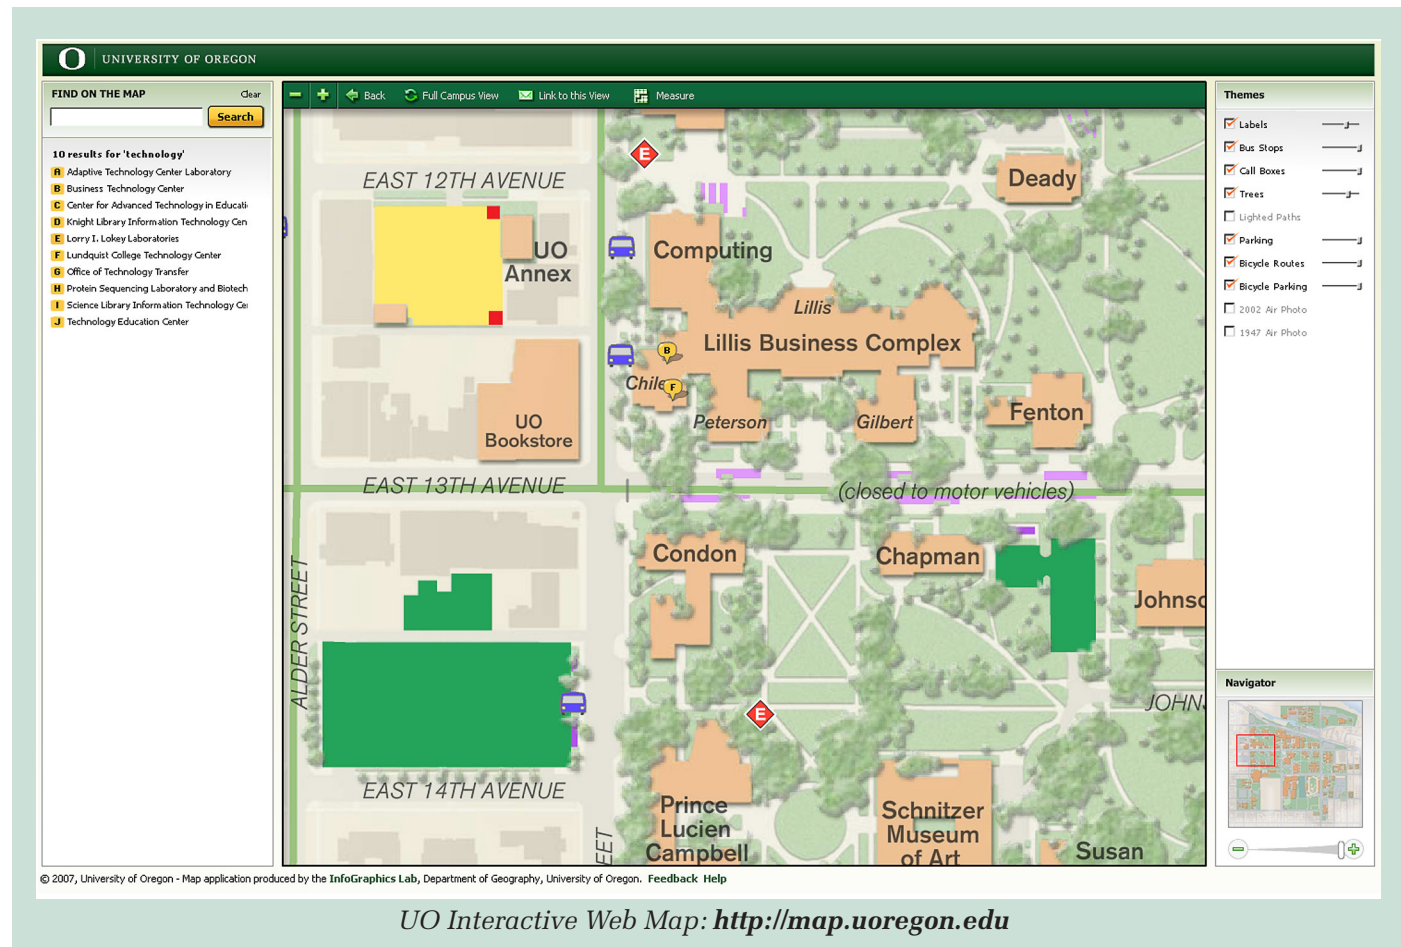 UNIVERSITY OF OREGON
FIND ON THE MAP
Clear
Search
10 results for 'technology'
A Adaptive Technology Center Laboratory
B Business Technology Center
C Center for Advanced Technology in Educati
D Knight Library Information Technology Cen
E Lorry I. Lokey Laboratories
F Lundquist College Technology Center
G Office of Technology Transfer
H Protein Sequencing Laboratory and Biotech
I Science Library Information Technology Ce
J Technology Education Center
Back
Full Campus View
Link to this View
Measure
E
EAST 12TH AVENUE
Deady
UO
Annex
Computing
Lillis
Lillis Business Complex
B
Chile
F
Peterson
Gilbert
Fenton
UO
Bookstore
EAST 13TH AVENUE
(closed to motor vehicles)
Condon
Chapman
Johnso
ALDER STREET
E
JOHNS
EAST 14TH AVENUE
EET
Prince
Lucien
Campbell
Schnitzer
Museum
of Art
Susan
Themes
Labels
Bus Stops
Call Boxes
Trees
Lighted Paths
Parking
Bicycle Routes
Bicycle Parking
2002 Air Photo
1947 Air Photo
Navigator
© 2007, University of Oregon - Map application produced by the InfoGraphics Lab, Department of Geography, University of Oregon. Feedback Help
UO Interactive Web Map: http://map.uoregon.edu